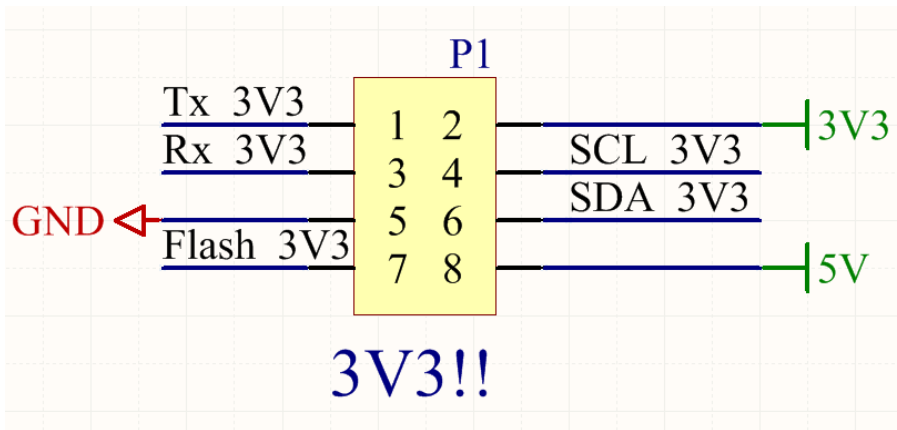 P1
Tx 3V3
1 2
3V3
Rx 3V3
3 4
SCL 3V3
GND
5 6
SDA 3V3
Flash 3V3
7 8
5V
3V3!!